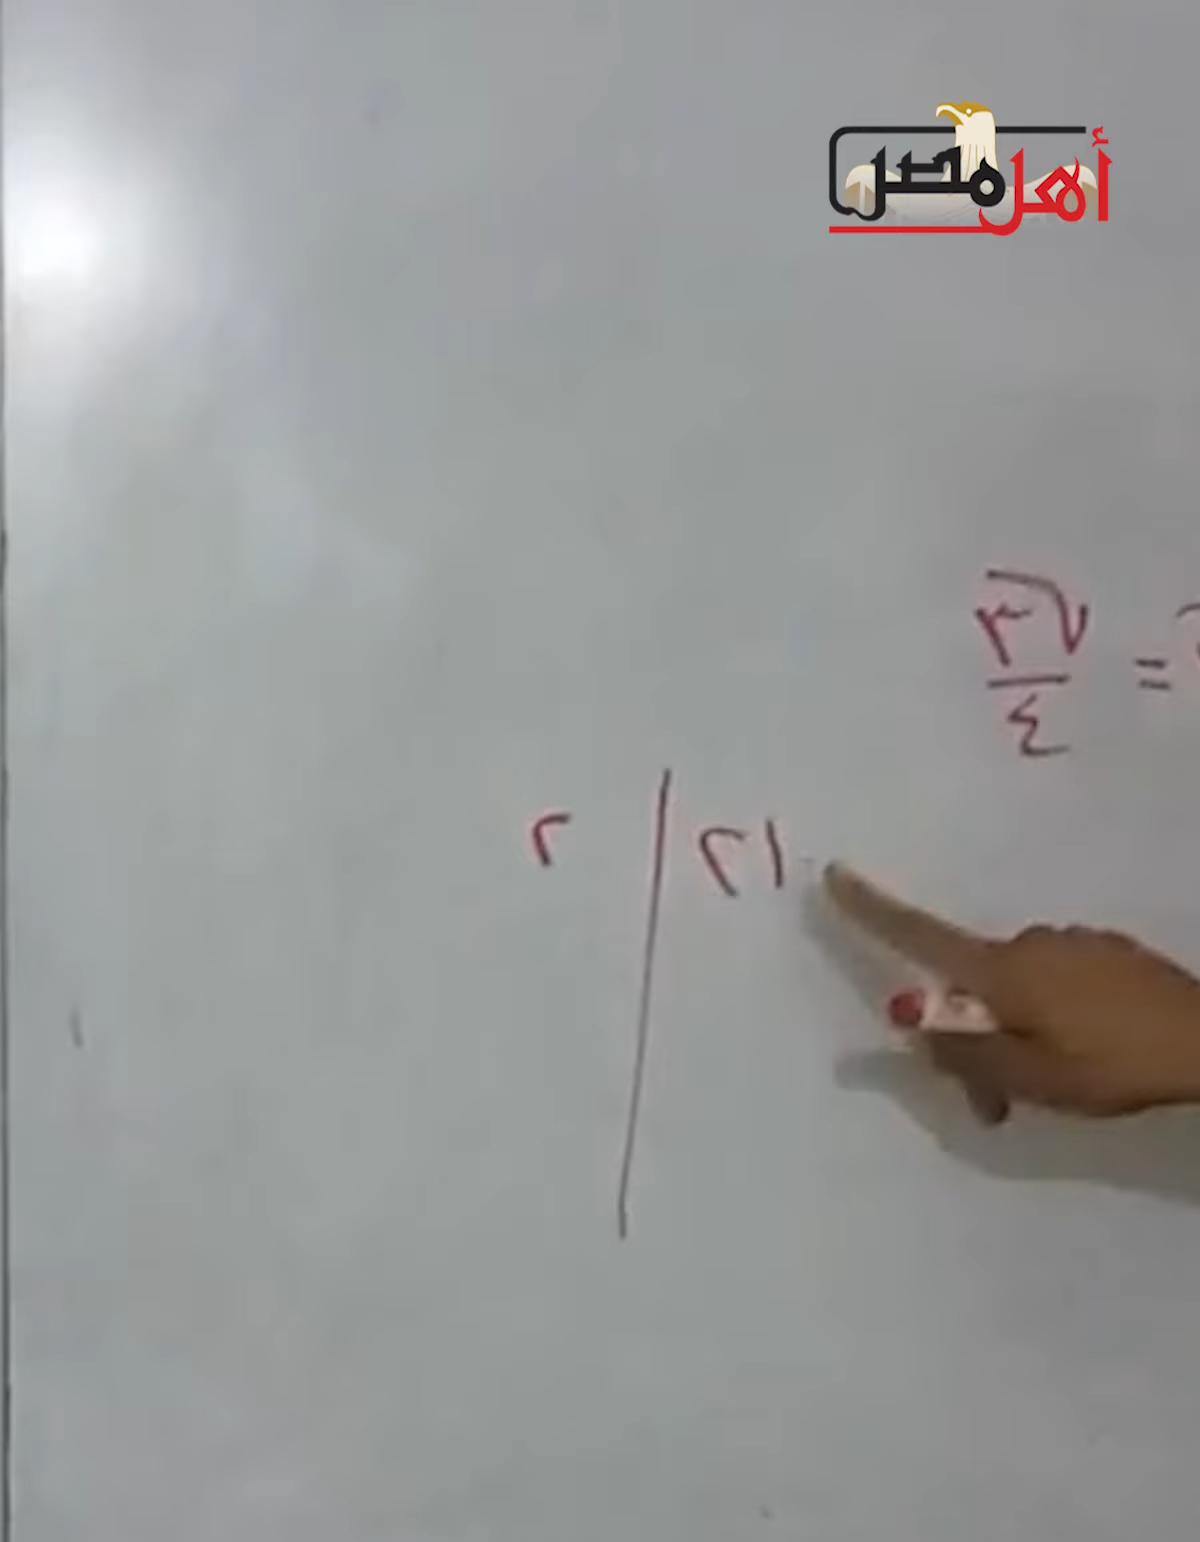 أهل مصر
٣٧
= ٤
٢١ ٢